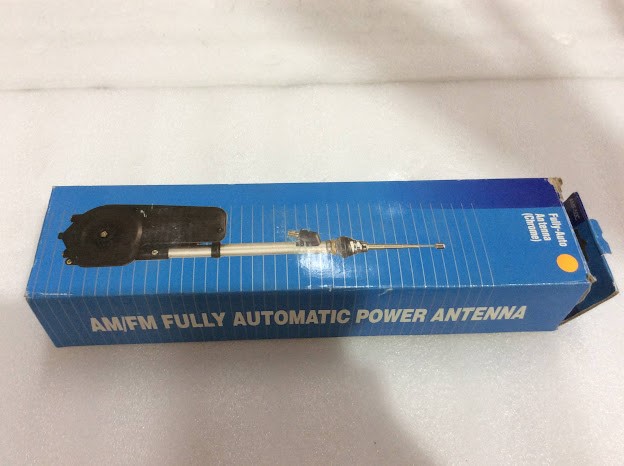 Fully-Auto
Antenna
(Chrome)
AM/FM FULLY AUTOMATIC POWER ANTENNA